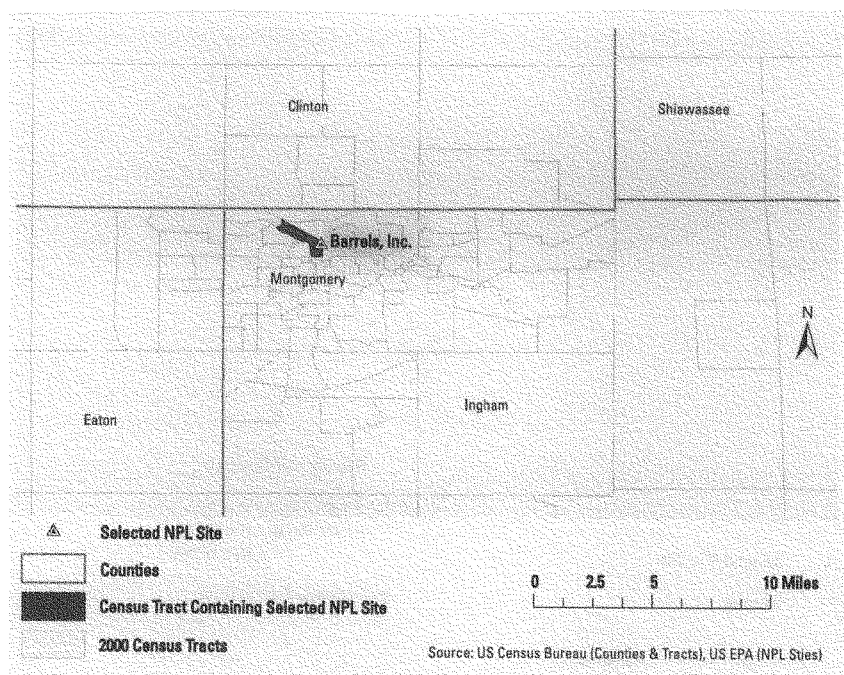 Clinton
Shiawassee
Barrels, Inc.
Montgomery
N
Eaton
Ingham
Selected NPL Site
Counties
Census Tract Containing Selected NPL Site
2000 Census Tracts
0 2.5 5 10 Miles
Source: US Census Bureau (Counties & Tracts), US EPA (NPL Sties)